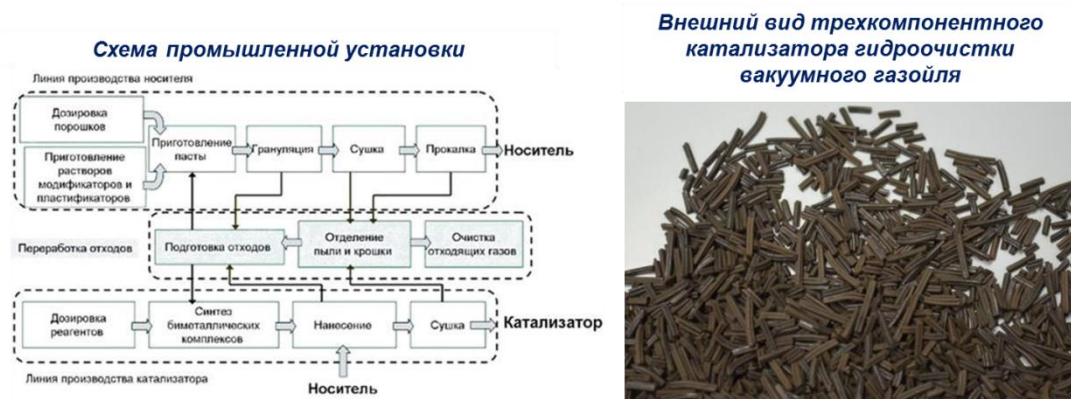 Схема промышленной установки
Внешний вид трехкомпонентного
катализатора гидроочистки
вакуумного газойля
Линия производства носителя
Дозировка
порошков
Приготовление
растворов
модификаторов и
пластификаторов
Приготовление
пасты
Грануляция
Сушка
Прокалка
Носитель
Переработка отходов
Подготовка отходов
Отделение
пыли и крошки
Очистка
отходящих газов
Дозировка
реагентов
Синтез
биметаллических
комплексов
Нанесение
Сушка
Катализатор
Линия производства катализатора
Носитель